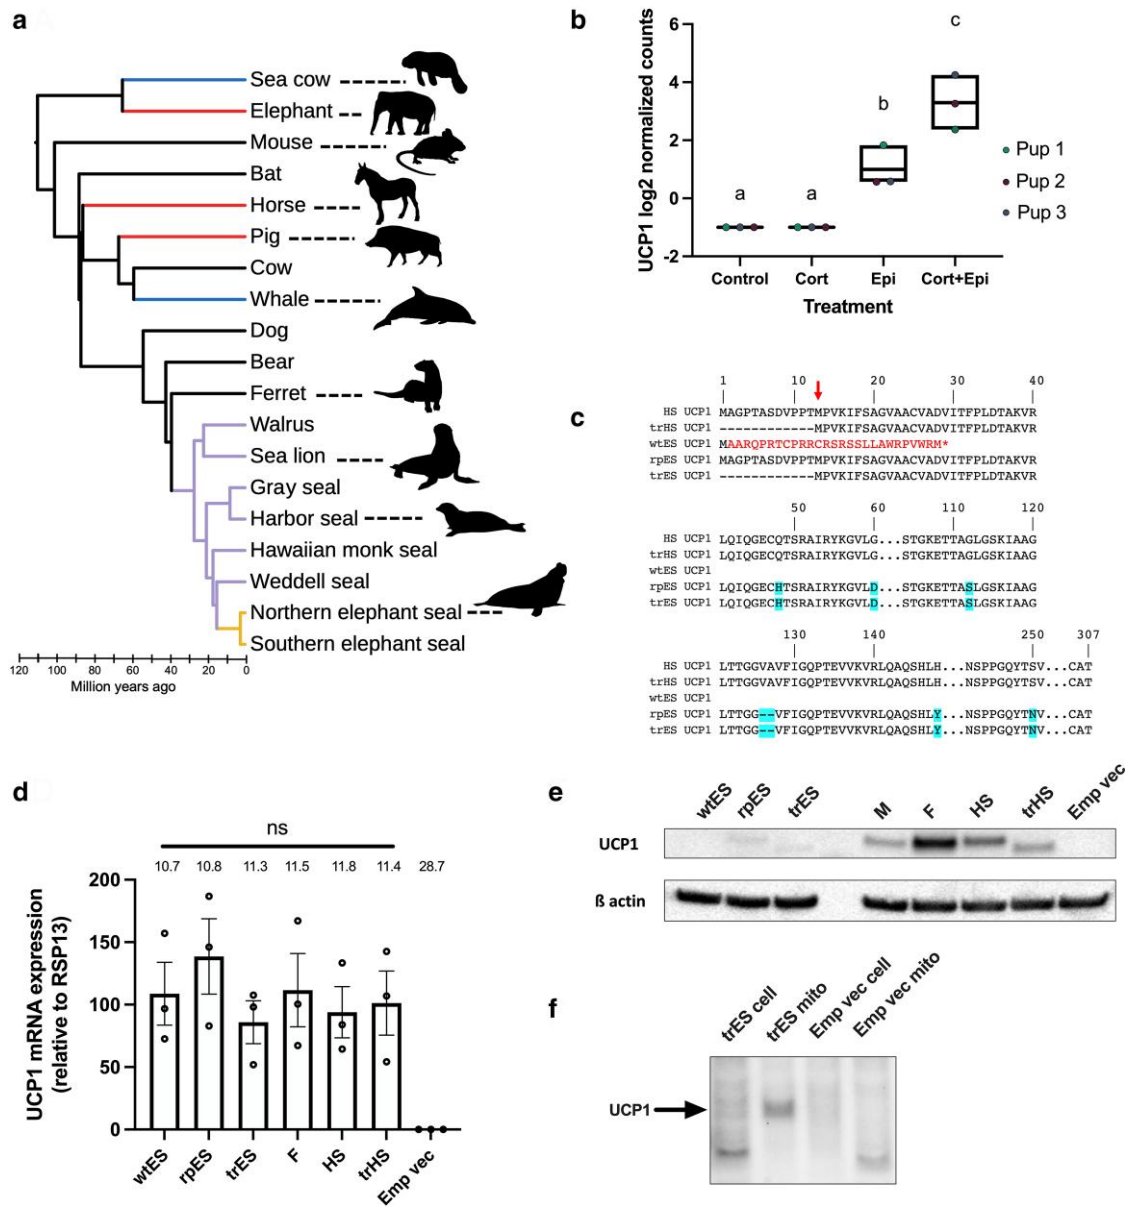 a
Sea cow
Elephant
Mouse
Bat
Horse
Pig
Cow
Whale
Dog
Bear
Ferret
Walrus
Sea lion
Gray seal
Harbor seal
Hawaiian monk seal
Weddell seal
Northern elephant seal
Southern elephant seal
120 100 80 60 40 20 0
Million years ago
b
UCP1 log2 normalized counts
6
4
2
0
-2
a a b c
Control Cort Epi Cort+Epi
Treatment
Pup 1
Pup 2
Pup 3
c
1 10 20 30 40
HS UCP1 MAGPTASDVPPTMPVKIFSAGVAACVADVITFPLDTAKVR
trHS UCP1 ------------MPVKIFSAGVAACVADVITFPLDTAKVR
wtES UCP1 MAARQPRTCPRRCRSRSSLLAWRPVWRM*
rpES UCP1 MAGPTASDVPPTMPVKIFSAGVAACVADVITFPLDTAKVR
trES UCP1 ------------MPVKIFSAGVAACVADVITFPLDTAKVR
50 60 110 120
HS UCP1 LQIQGECQTSRAIRYKGVLG...STGKETTAGLGSKIAAG
trHS UCP1 LQIQGECQTSRAIRYKGVLG...STGKETTAGLGSKIAAG
wtES UCP1
rpES UCP1 LQIQGECHTSRAIRYKGVLD...STGKETTASLGSKIAAG
trES UCP1 LQIQGECHTSRAIRYKGVLD...STGKETTASLGSKIAAG
130 140 250 307
HS UCP1 LTTGGVAVFIGQPTEVVKVRLQAQSHLH...NSPPGQYTSV...CAT
trHS UCP1 LTTGGVAVFIGQPTEVVKVRLQAQSHLH...NSPPGQYTSV...CAT
wtES UCP1
rpES UCP1 LTTGG--VFIGQPTEVVKVRLQAQSHLY...NSPPGQYTNV...CAT
trES UCP1 LTTGG--VFIGQPTEVVKVRLQAQSHLY...NSPPGQYTNV...CAT
d
ns
10.7 10.8 11.3 11.5 11.8 11.4 28.7
UCP1 mRNA expression
(relative to RSP13)
200
150
100
50
0
wtES rpES trES F HS trHS Emp vec
e
wtES rpES trES M F HS trHS Emp vec
UCP1
ß actin
f
trES cell trES mito Emp vec cell Emp vec mito
UCP1